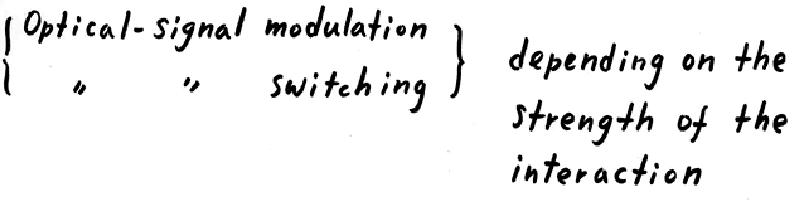 { Optical-signal modulation
" " switching }
depending on the
strength of the
interaction